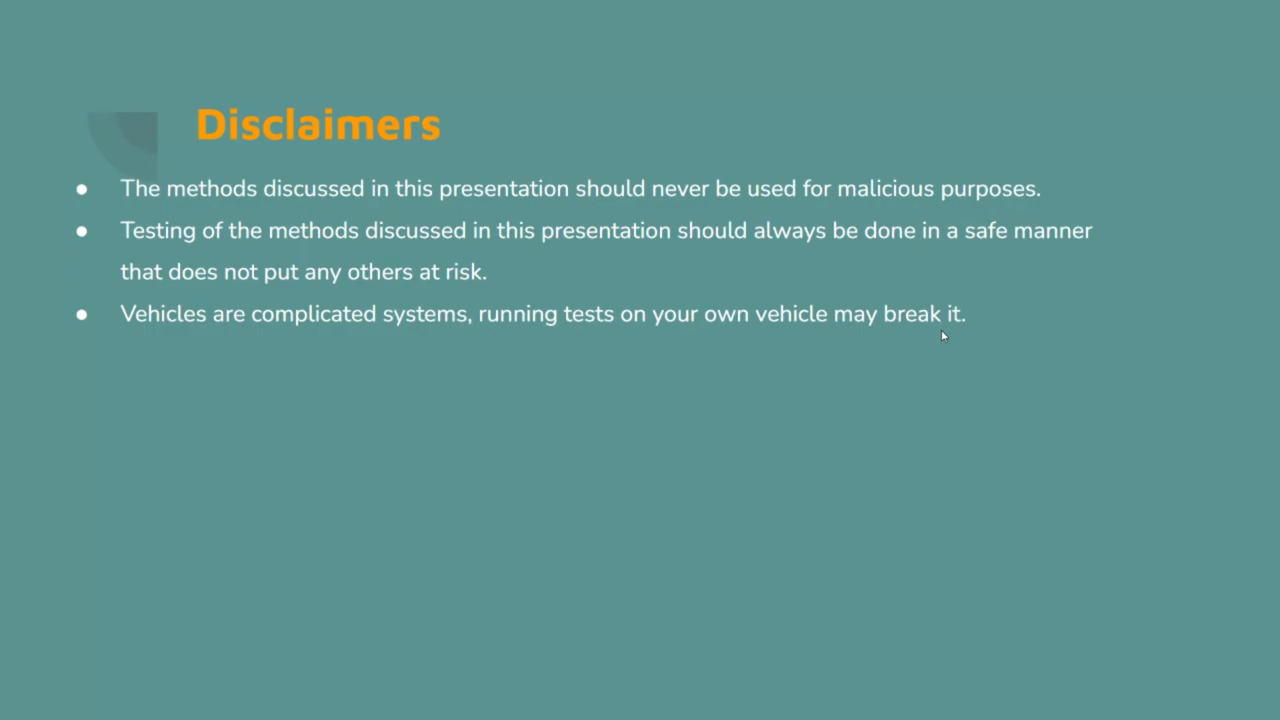 Disclaimers
● The methods discussed in this presentation should never be used for malicious purposes.
● Testing of the methods discussed in this presentation should always be done in a safe manner
that does not put any others at risk.
● Vehicles are complicated systems, running tests on your own vehicle may break it.